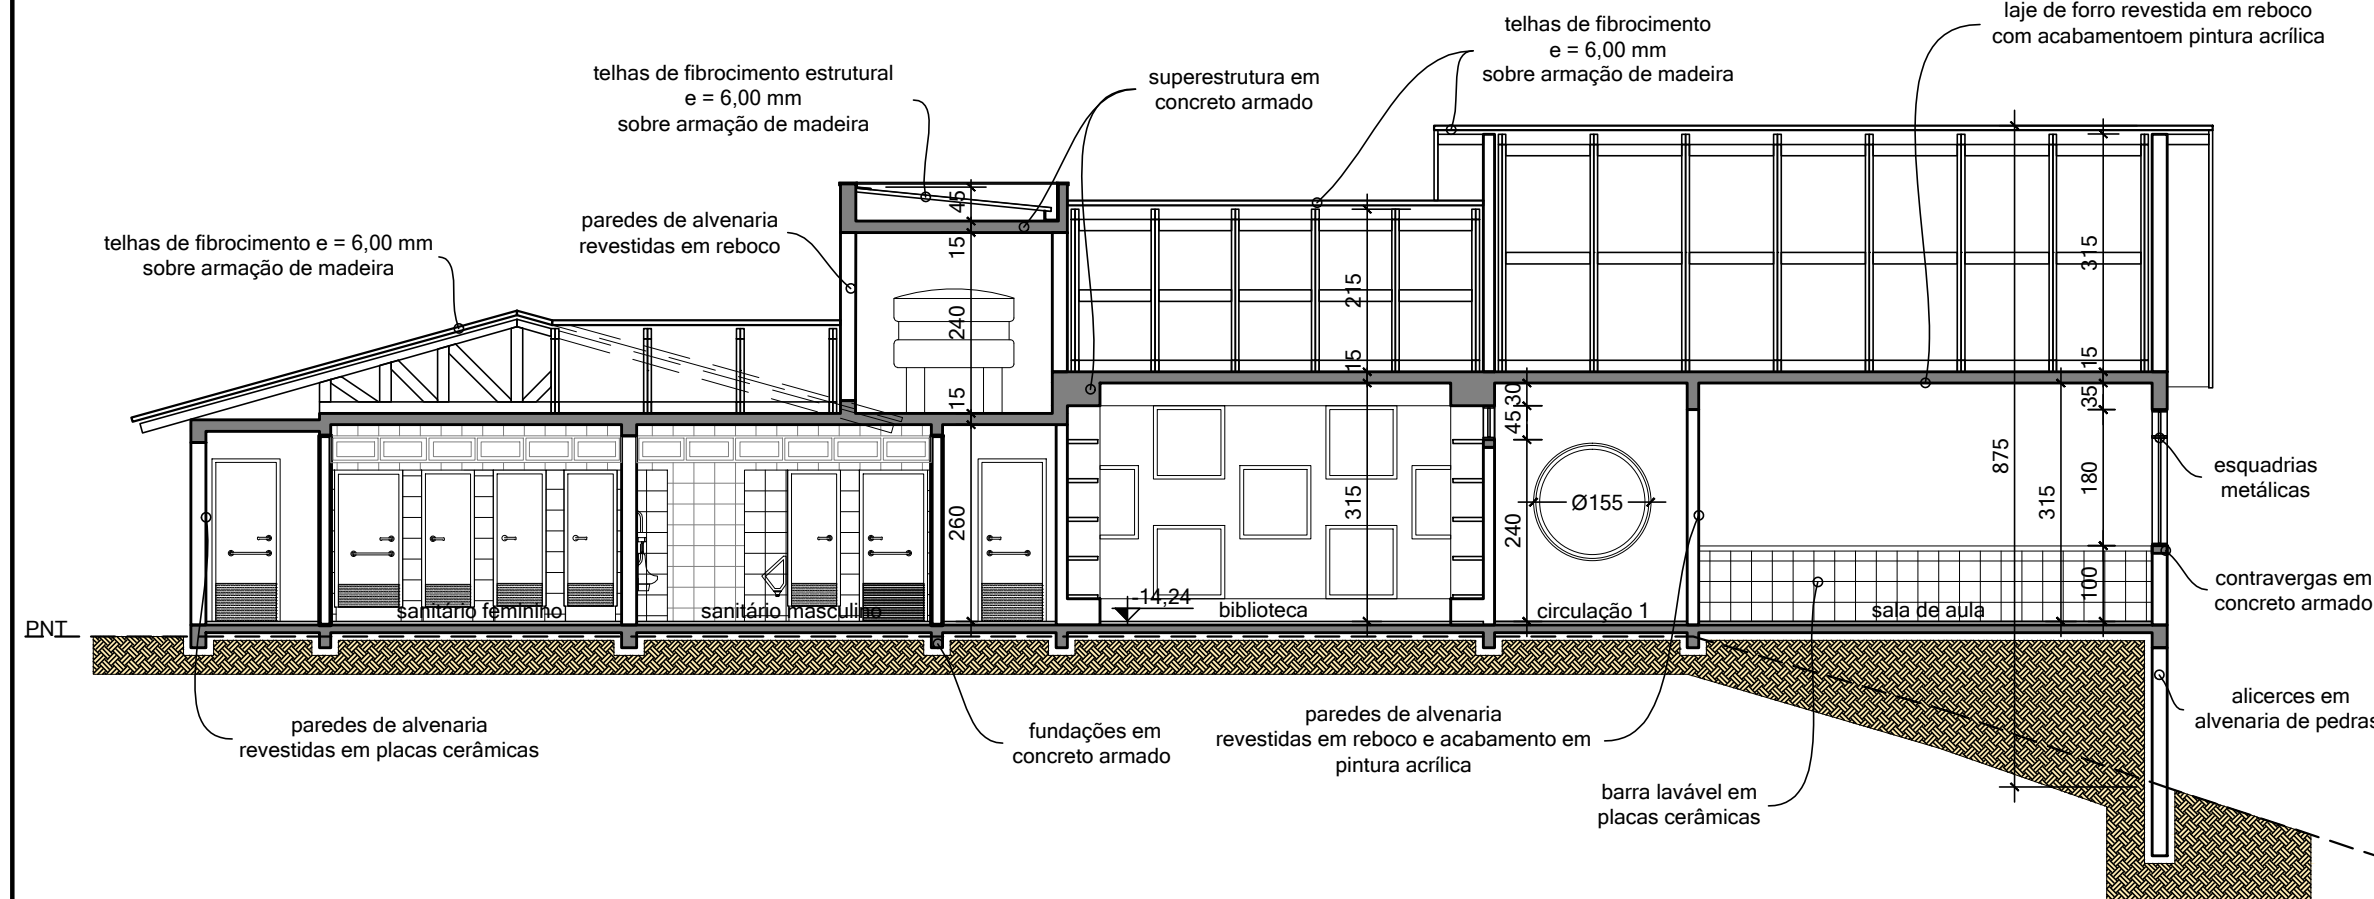 laje de forro revestida em reboco
com acabamentoem pintura acrílica
telhas de fibrocimento
e = 6,00 mm
sobre armação de madeira
telhas de fibrocimento estrutural
e = 6,00 mm
sobre armação de madeira
superestrutura em
concreto armado
paredes de alvenaria
revestidas em reboco
telhas de fibrocimento e = 6,00 mm
sobre armação de madeira
45
15
240
15
260
215
15
315
30
45
240
Ø155
875
315
315
15
35
180
100
esquadrias
metálicas
contravergas em
concreto armado
-14,24
sanitário feminino
sanitário masculino
biblioteca
circulação 1
sala de aula
PNT
paredes de alvenaria
revestidas em placas cerâmicas
fundações em
concreto armado
paredes de alvenaria
revestidas em reboco e acabamento em
pintura acrílica
barra lavável em
placas cerâmicas
alicerces em
alvenaria de pedras